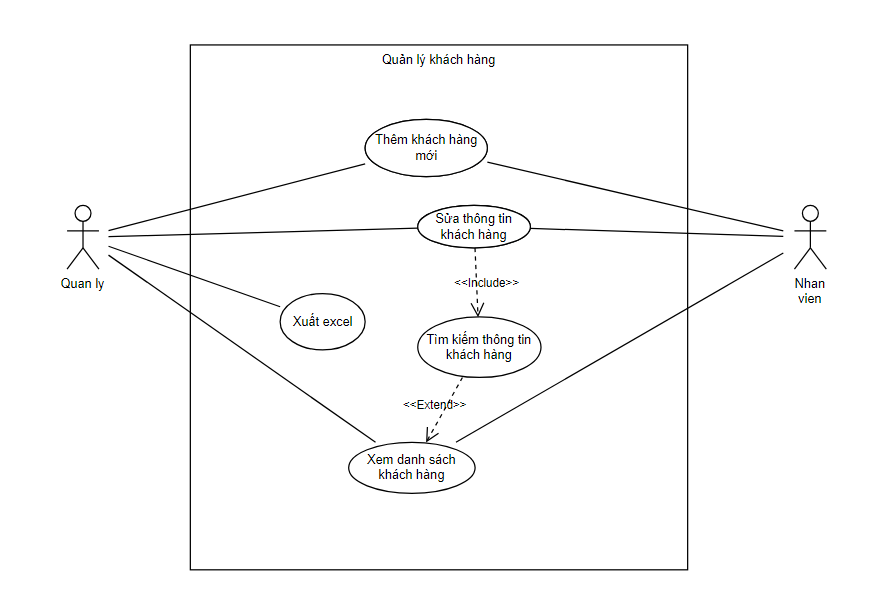 Quản lý khách hàng
Thêm khách hàng
mới
Sửa thông tin
khách hàng
Quan ly
Nhan
vien
<<Include>>
Xuất excel
Tìm kiếm thông tin
khách hàng
<<Extend>>
Xem danh sách
khách hàng